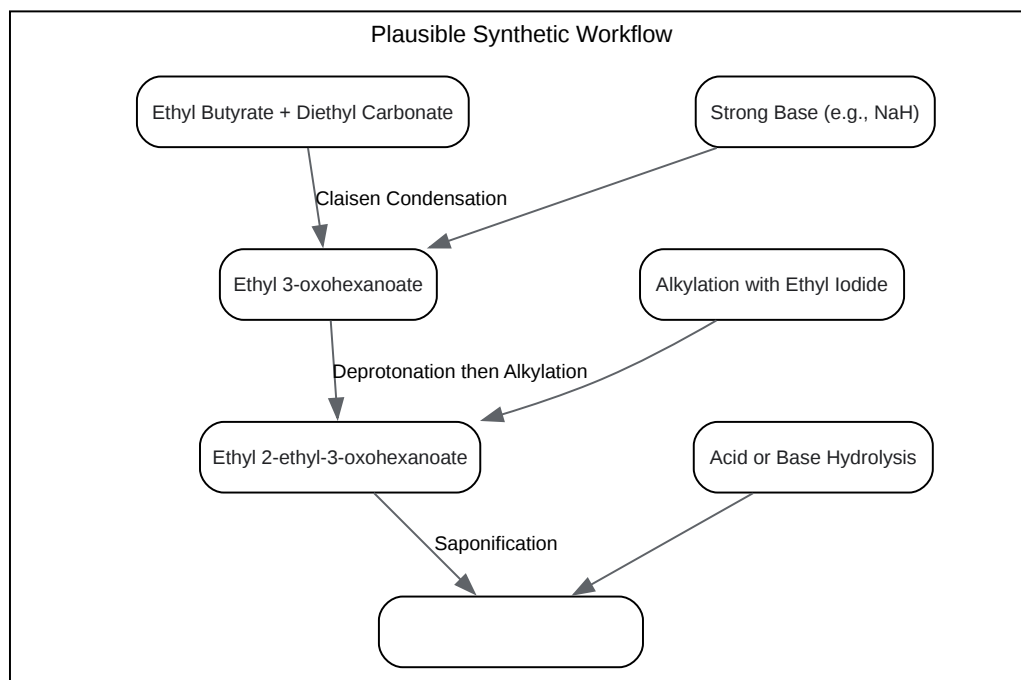 Plausible Synthetic Workflow
Ethyl Butyrate + Diethyl Carbonate
Strong Base (e.g., NaH)
Claisen Condensation
Ethyl 3-oxohexanoate
Alkylation with Ethyl Iodide
Deprotonation then Alkylation
Ethyl 2-ethyl-3-oxohexanoate
Acid or Base Hydrolysis
Saponification